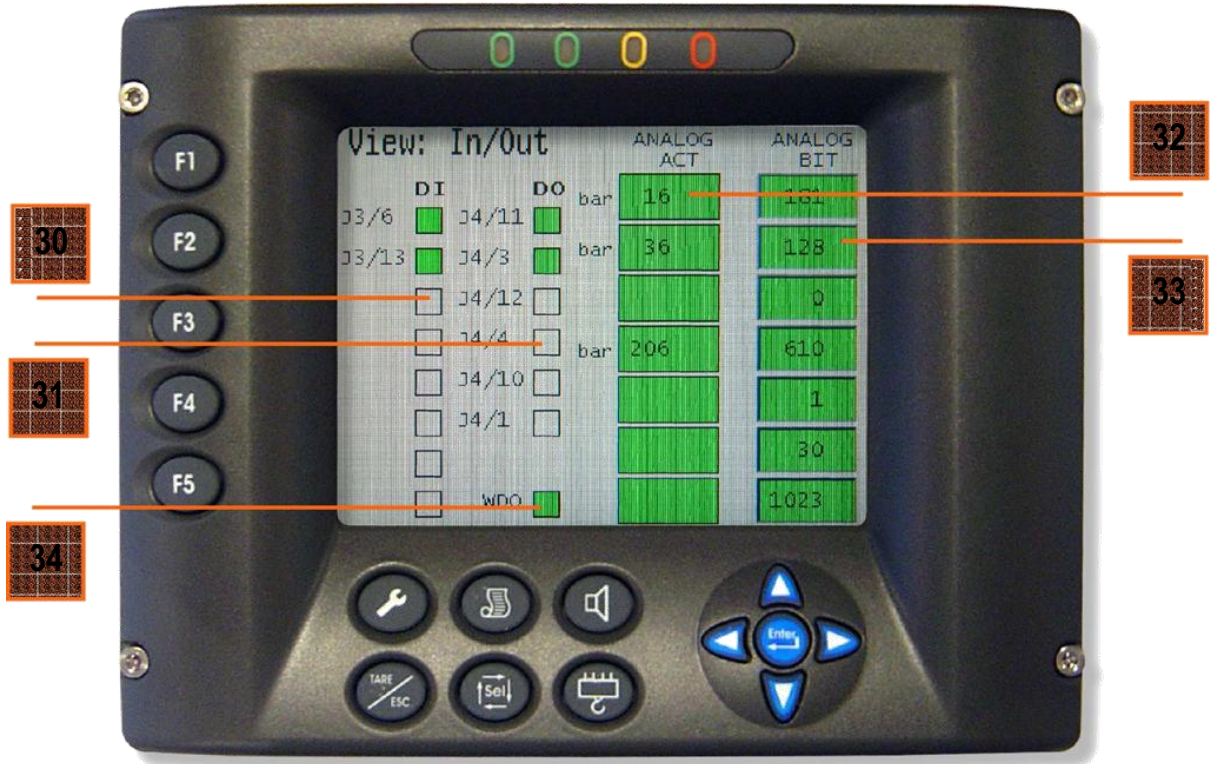 View: In/Out
ANALOG ACT
ANALOG BIT
DI
DO
bar
16
181
J3/6
J4/11
J3/13
J4/3
bar
36
128
J4/12
0
J4/4
bar
206
610
J4/10
1
J4/1
30
WDO
1023
F1
F2
F3
F4
F5
30
31
34
32
33
TARE
ESC
Sel
Enter